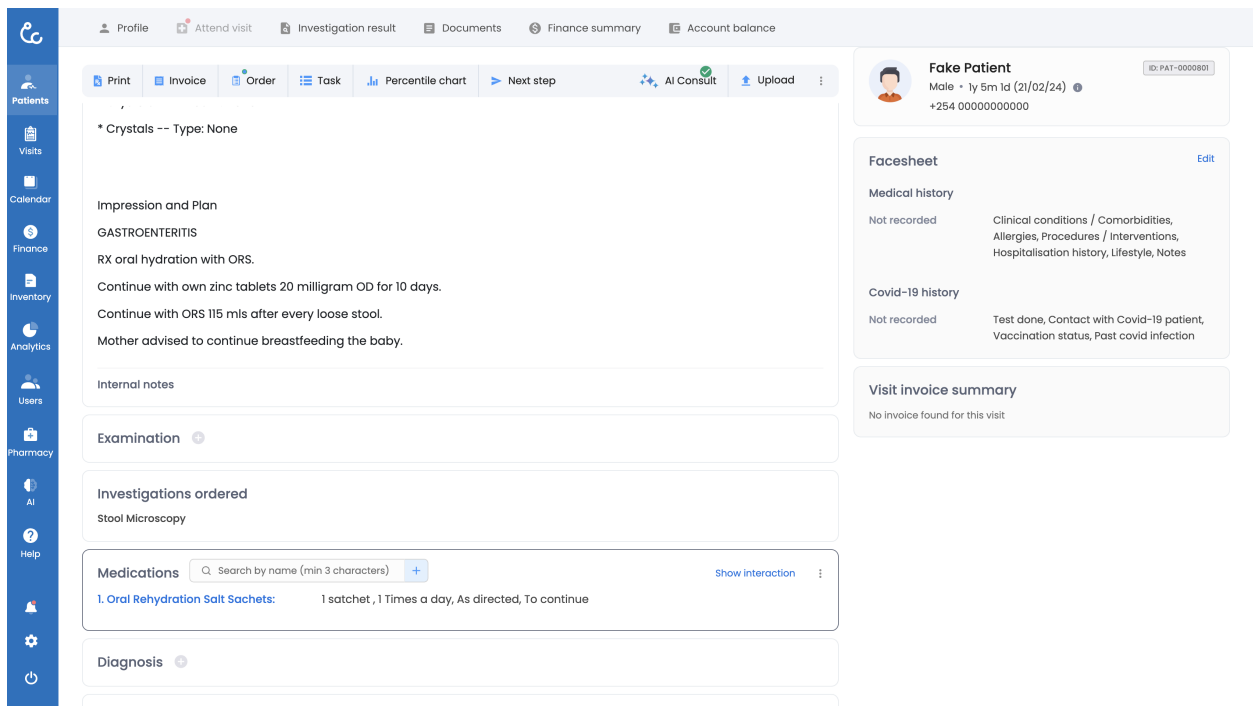 Profile
Attend visit
Investigation result
Documents
Finance summary
Account balance
Patients
Visits
Calendar
Finance
Inventory
Analytics
Users
Pharmacy
AI
Help
Print
Invoice
Order
Task
Percentile chart
Next step
AI Consult
Upload
* Crystals -- Type: None
Impression and Plan
GASTROENTERITIS
RX oral hydration with ORS.
Continue with own zinc tablets 20 milligram OD for 10 days.
Continue with ORS 115 mls after every loose stool.
Mother advised to continue breastfeeding the baby.
Internal notes
Examination
Investigations ordered
Stool Microscopy
Medications
Search by name (min 3 characters)
Show interaction
1. Oral Rehydration Salt Sachets: 1 satchet , 1 Times a day, As directed, To continue
Diagnosis
Fake Patient
ID: PAT-0000801
Male • 1y 5m 1d (21/02/24)
+254 00000000000
Facesheet
Edit
Medical history
Not recorded
Clinical conditions / Comorbidities,
Allergies, Procedures / Interventions,
Hospitalisation history, Lifestyle, Notes
Covid-19 history
Not recorded
Test done, Contact with Covid-19 patient,
Vaccination status, Past covid infection
Visit invoice summary
No invoice found for this visit